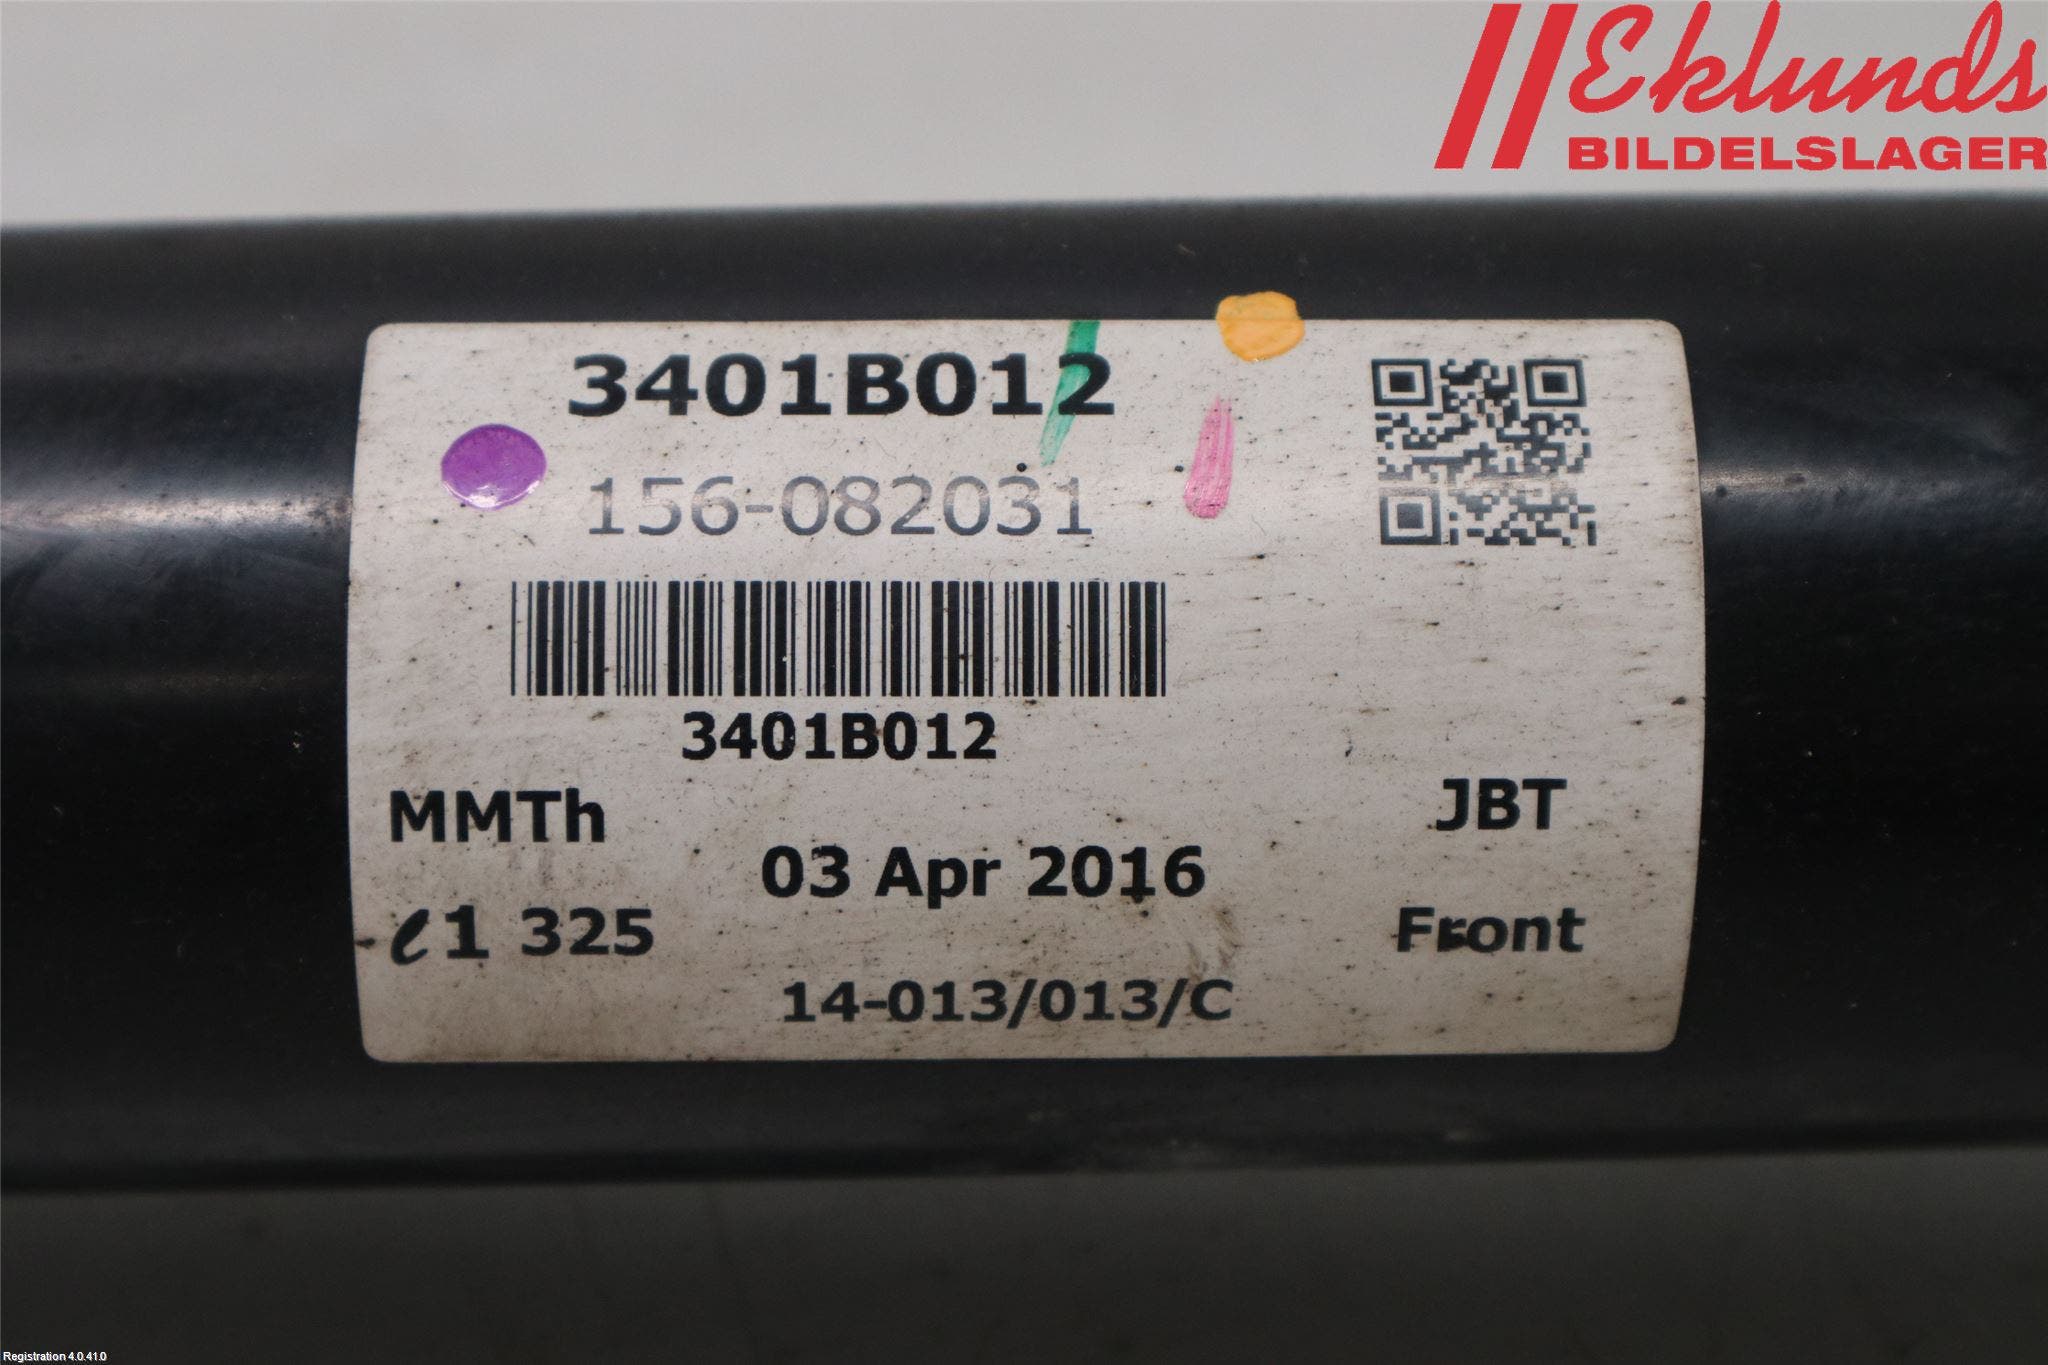 Eklunds
BILDELSLAGER
3401B012
156-082031
3401B012
MMTh
JBT
03 Apr 2016
ℓ1 325
Front
14-013/013/C
Registration 4.0.41.0